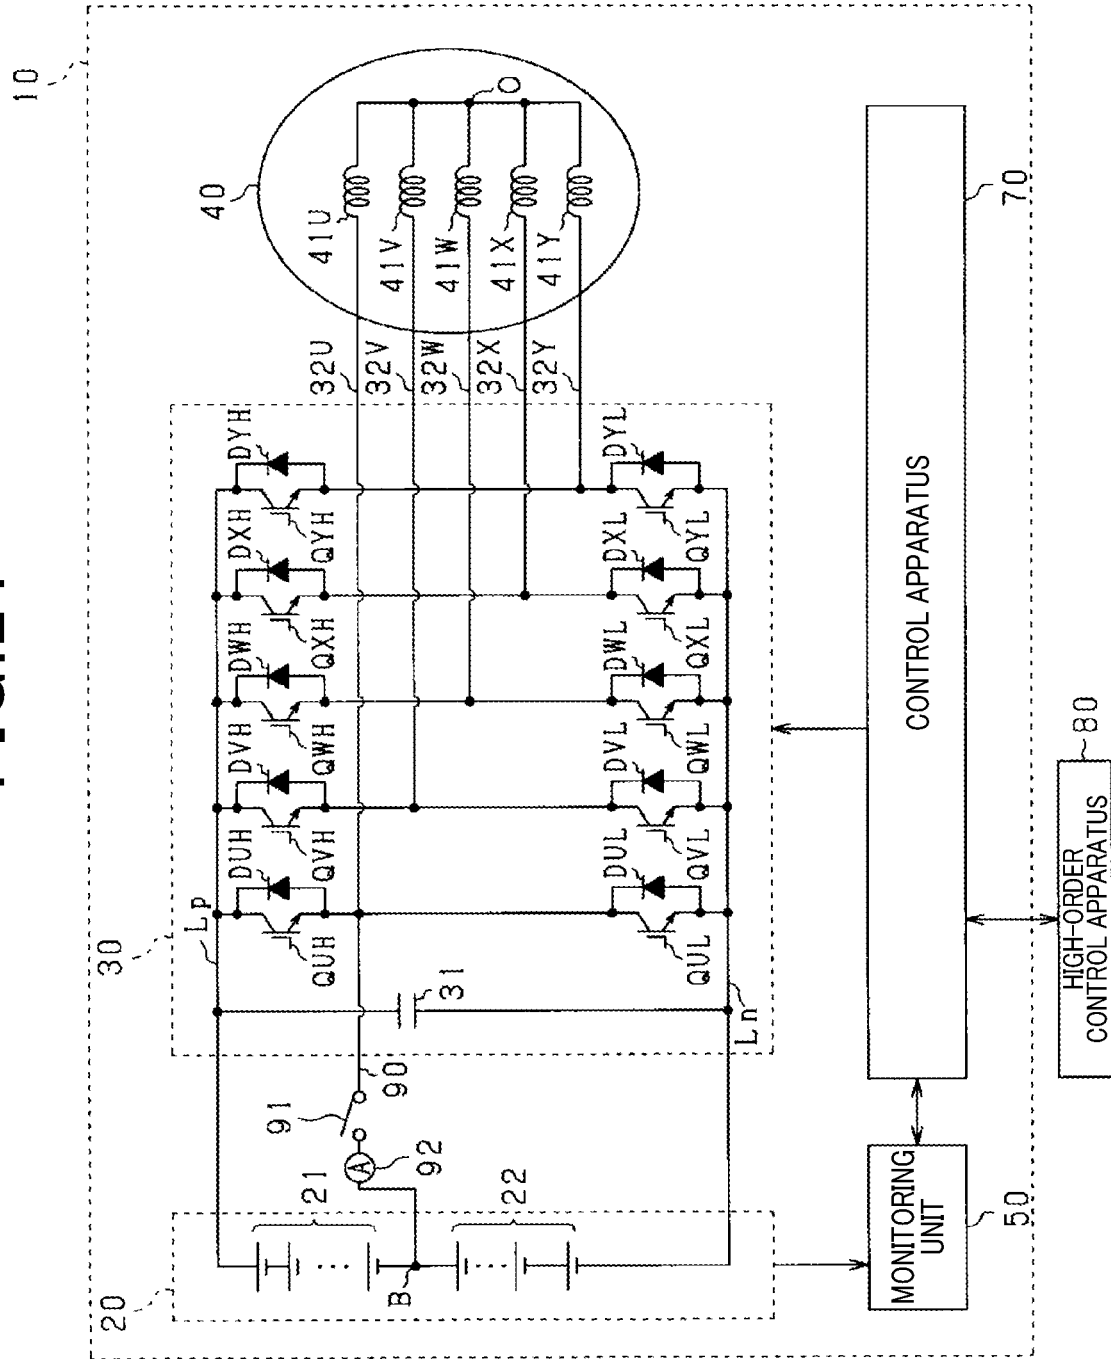 10
40
41U
41V
41W
41X
41Y
O
32U
32V
32W
32X
32Y
30
Lp
DUH
DVH
DWH
DXH
DYH
QUH
QVH
QWH
QXH
QYH
31
DUL
DVL
DWL
DXL
DYL
QUL
QVL
QWL
QXL
QYL
Ln
90
91
A
92
20
21
22
B
MONITORING
UNIT
50
CONTROL APPARATUS
70
HIGH-ORDER
CONTROL APPARATUS
80